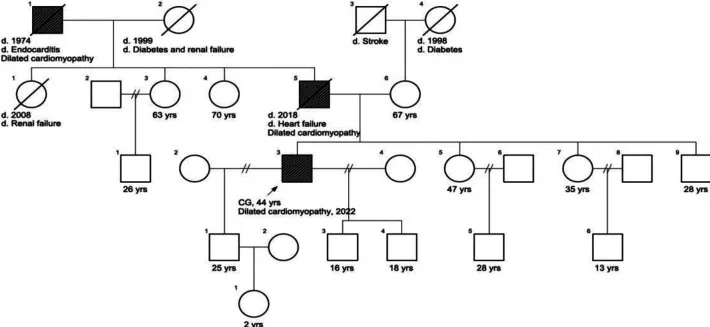 1 2 3 4
d. 1974 d. 1999 d. Stroke d. 1998
d. Endocarditis d. Diabetes and renal failure d. Diabetes
Dilated cardiomyopathy
1 2 3 4 5 6
d. 2008 63 yrs 70 yrs d. 2018 67 yrs
d. Renal failure d. Heart failure
Dilated cardiomyopathy
1 2 3 4 5 6 7 8 9
26 yrs 47 yrs 35 yrs 28 yrs
CG, 44 yrs
Dilated cardiomyopathy, 2022
1 2 3 4 5 6
25 yrs 16 yrs 18 yrs 28 yrs 13 yrs
1
2 yrs